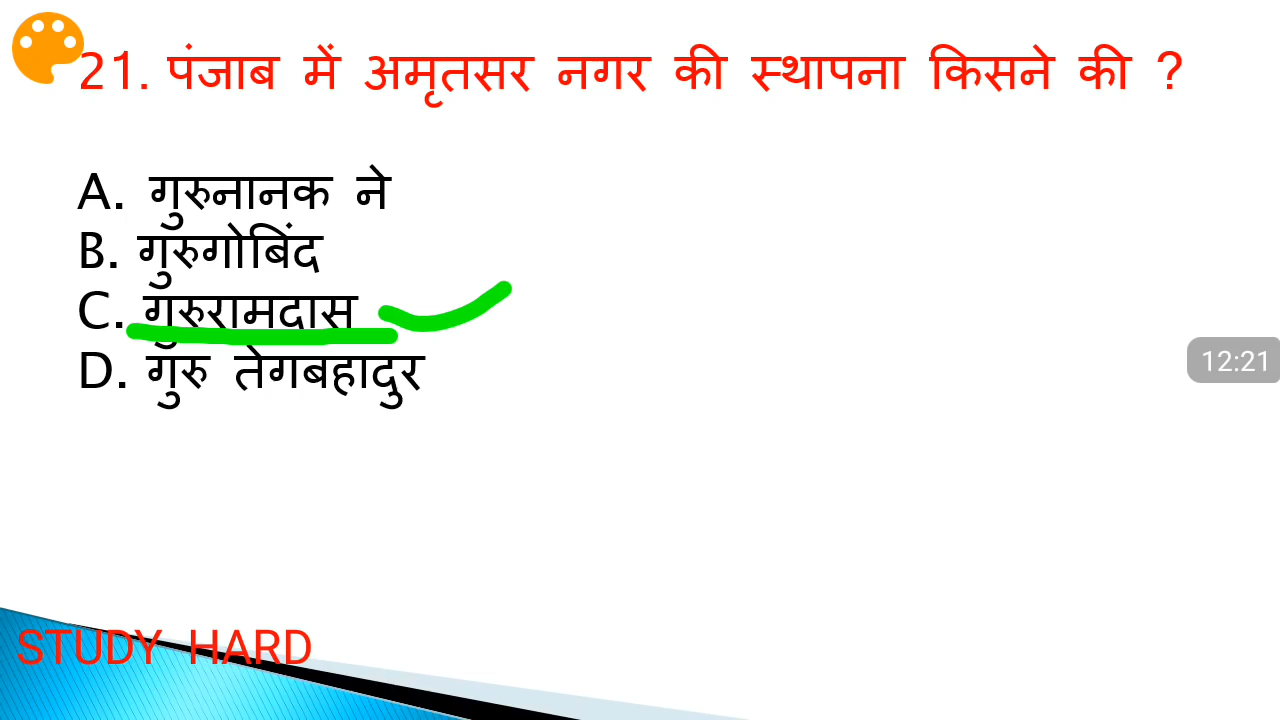 21. पंजाब में अमृतसर नगर की स्थापना किसने की ?
A. गुरुनानक ने
B. गुरुगोबिंद
C. गुरुरामदास
D. गुरु तेगबहादुर
12:21
STUDY HARD